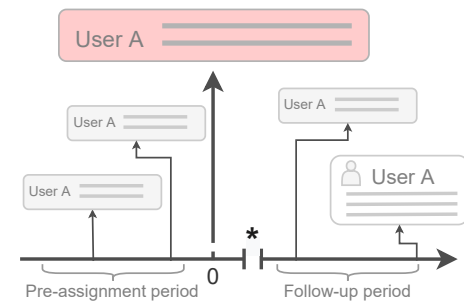 User A
User A
User A
User A
User A
*
0
Pre-assignment period
Follow-up period